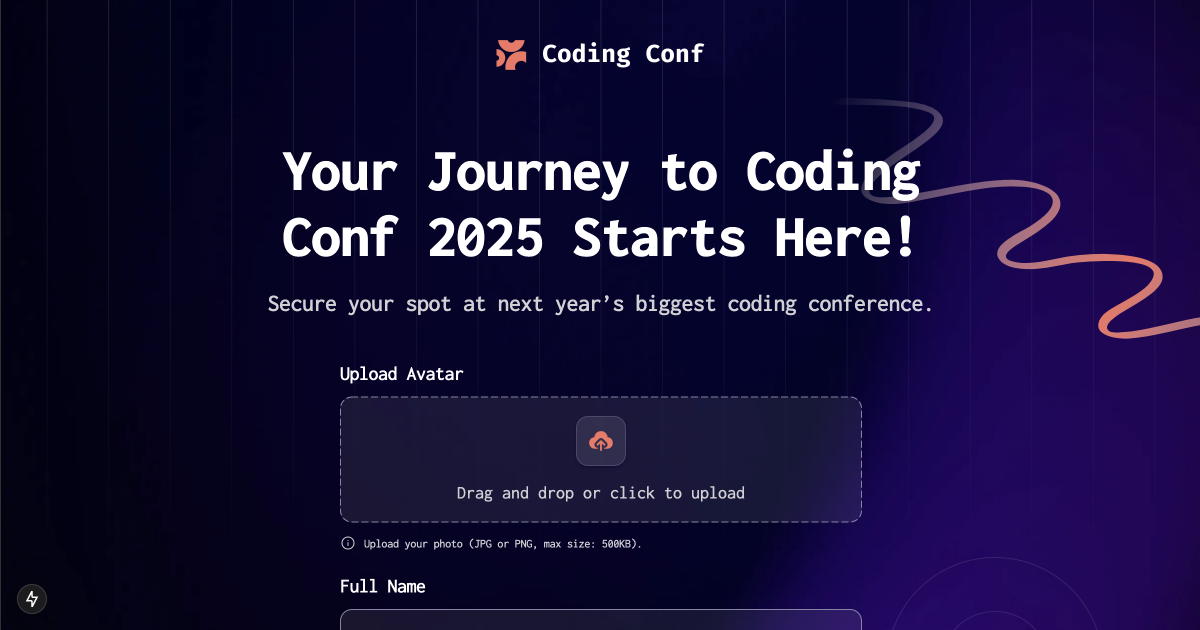 Coding Conf
Your Journey to Coding
Conf 2025 Starts Here!
Secure your spot at next year’s biggest coding conference.
Upload Avatar
Drag and drop or click to upload
Upload your photo (JPG or PNG, max size: 500KB).
Full Name